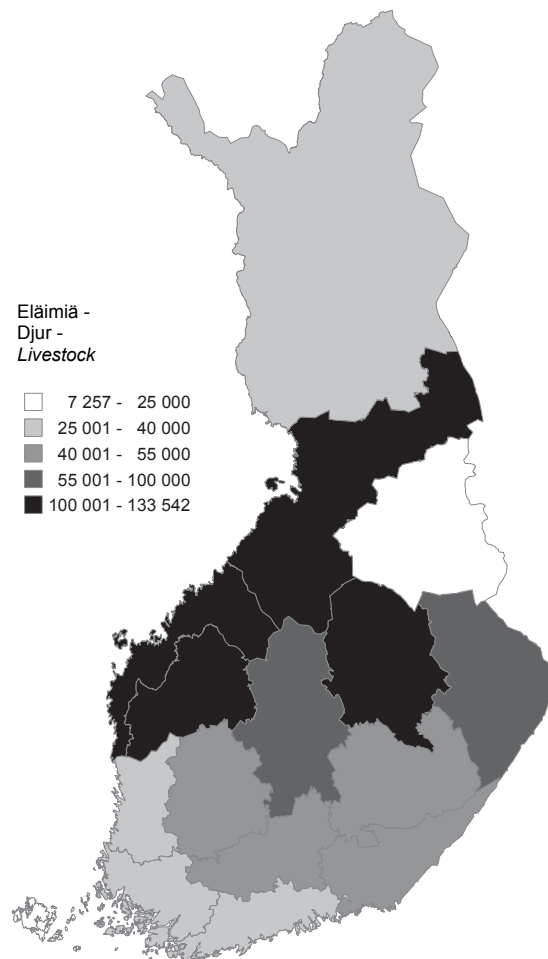 Eläimiä -
Djur -
Livestock
7 257 - 25 000
25 001 - 40 000
40 001 - 55 000
55 001 - 100 000
100 001 - 133 542